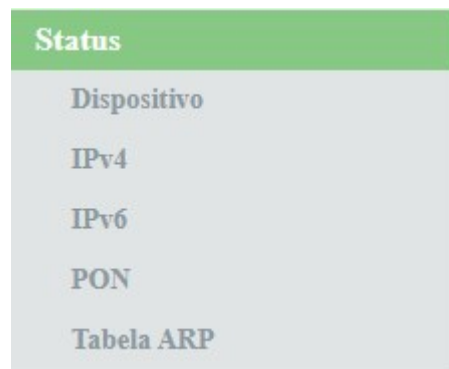 Status
Dispositivo
IPv4
IPv6
PON
Tabela ARP